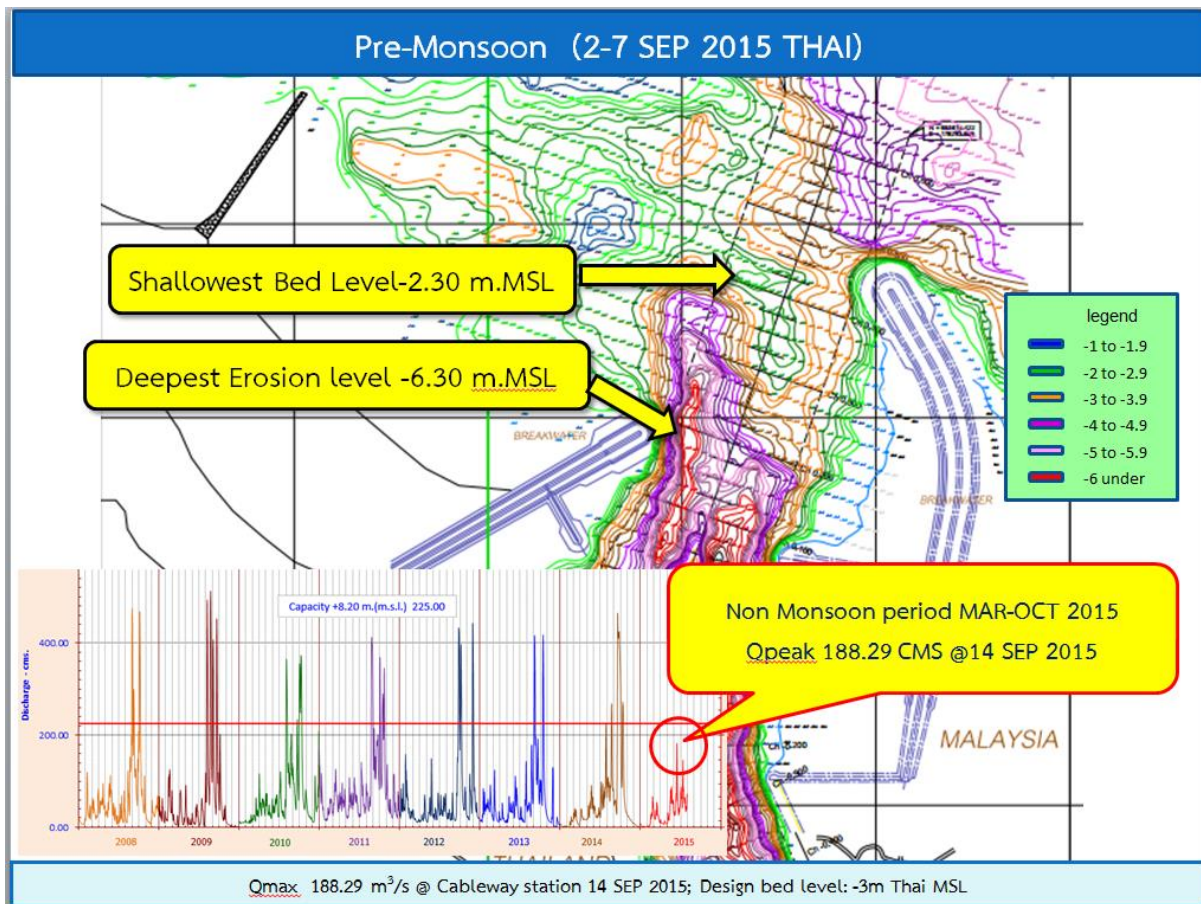 Pre-Monsoon (2-7 SEP 2015 THAI)
Shallowest Bed Level-2.30 m.MSL
Deepest Erosion level -6.30 m.MSL
BREAKWATER
BREAKWATER
legend
-1 to -1.9
-2 to -2.9
-3 to -3.9
-4 to -4.9
-5 to -5.9
-6 under
Non Monsoon period MAR-OCT 2015
Qpeak 188.29 CMS @14 SEP 2015
Capacity +8.20 m.(m.s.l.) 225.00
Discharge - cms.
400.00
200.00
0.00
2008
2009
2010
2011
2012
2013
2014
2015
MALAYSIA
THAILAND
Qmax 188.29 m³/s @ Cableway station 14 SEP 2015; Design bed level: -3m Thai MSL